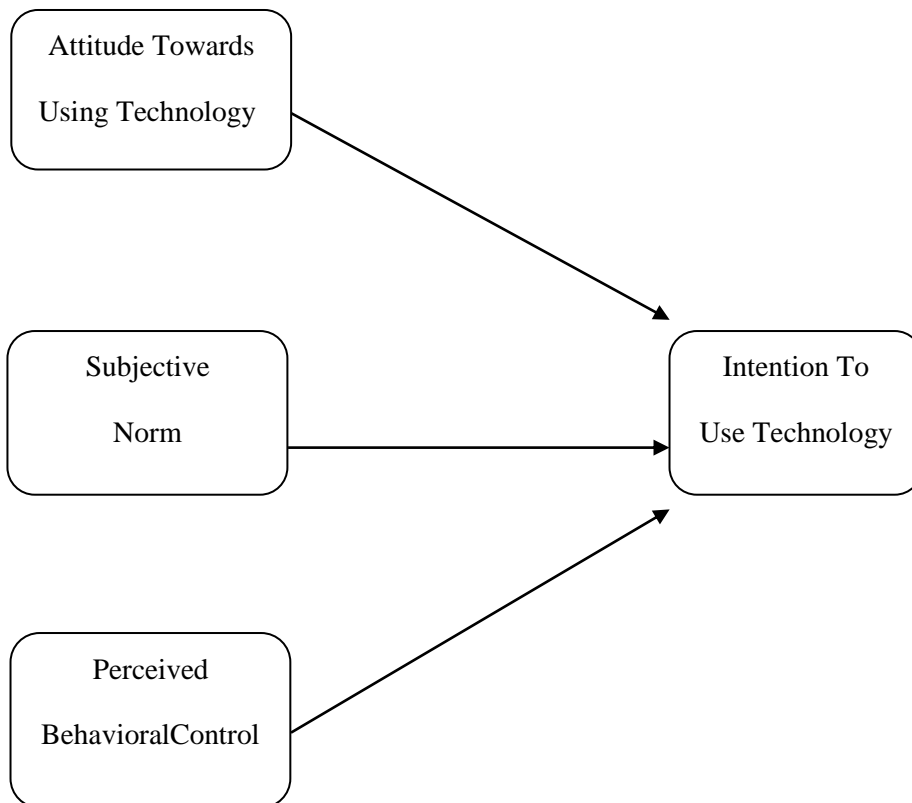 Attitude Towards
Using Technology
Subjective
Norm
Intention To
Use Technology
Perceived
BehavioralControl